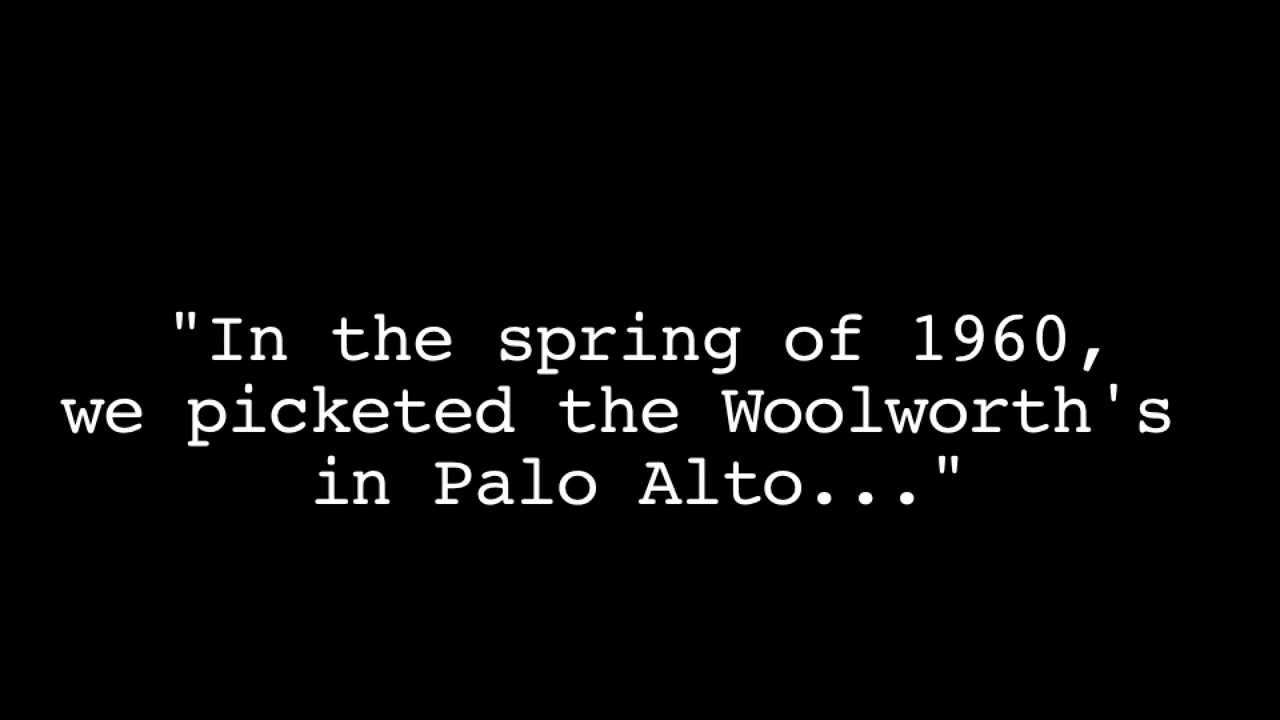 "In the spring of 1960,
we picketed the Woolworth's
in Palo Alto..."